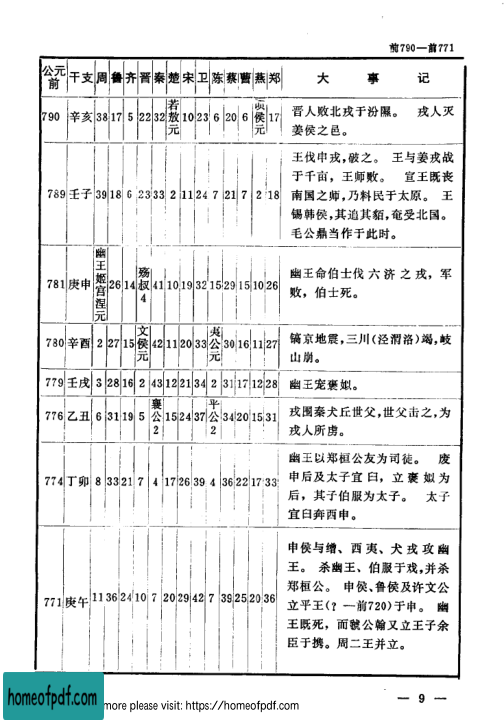 前790—前771
公元前 干支 周 鲁 齐 晋 秦 楚 宋 卫 陈 蔡 曹 燕 郑 大事记
790 辛亥 38 17 5 22 32 若敖元 10 23 6 20 6 顷侯元 17 晋人败北戎于汾隰。 戎人灭
姜侯之邑。
王伐申戎,破之。 王与姜戎战
于千亩,王师败。 宣王既丧
789 壬子 39 18 6 23 33 2 11 24 7 21 7 2 18 南国之师,乃料民于太原。 王
锡韩侯,其追其貊,奄受北国。
毛公鼎当作于此时。
781 庚申 幽王姬宫涅元 26 14 殇叔4 41 10 19 32 15 29 15 10 26 幽王命伯士伐六济之戎,军
败,伯士死。
780 辛酉 2 27 15 文侯元 42 11 20 33 夷公元 30 16 11 27 镐京地震,三川(泾渭洛)竭,岐
山崩。
779 壬戌 3 28 16 2 43 12 21 34 2 31 17 12 28 幽王宠褒姒。
776 乙丑 6 31 19 5 襄公2 15 24 37 平公2 34 20 15 31 戎围秦犬丘世父,世父击之,为
戎人所虏。
幽王以郑桓公友为司徒。 废
申后及太子宜臼,立褒姒为
774 丁卯 8 33 21 7 4 17 26 39 4 36 22 17 33 后,其子伯服为太子。 太子
宜臼奔西申。
申侯与缯、西夷、犬戎攻幽
王。 杀幽王、伯服于戏,并杀
郑桓公。 申侯、鲁侯及许文公
771 庚午 11 36 24 10 7 20 29 42 7 39 25 20 36 立平王(?—前720)于申。 幽
王既死,而虢公翰又立王子余
臣于携。周二王并立。
— 9 —
homeofpdf.com
more please visit: https://homeofpdf.com